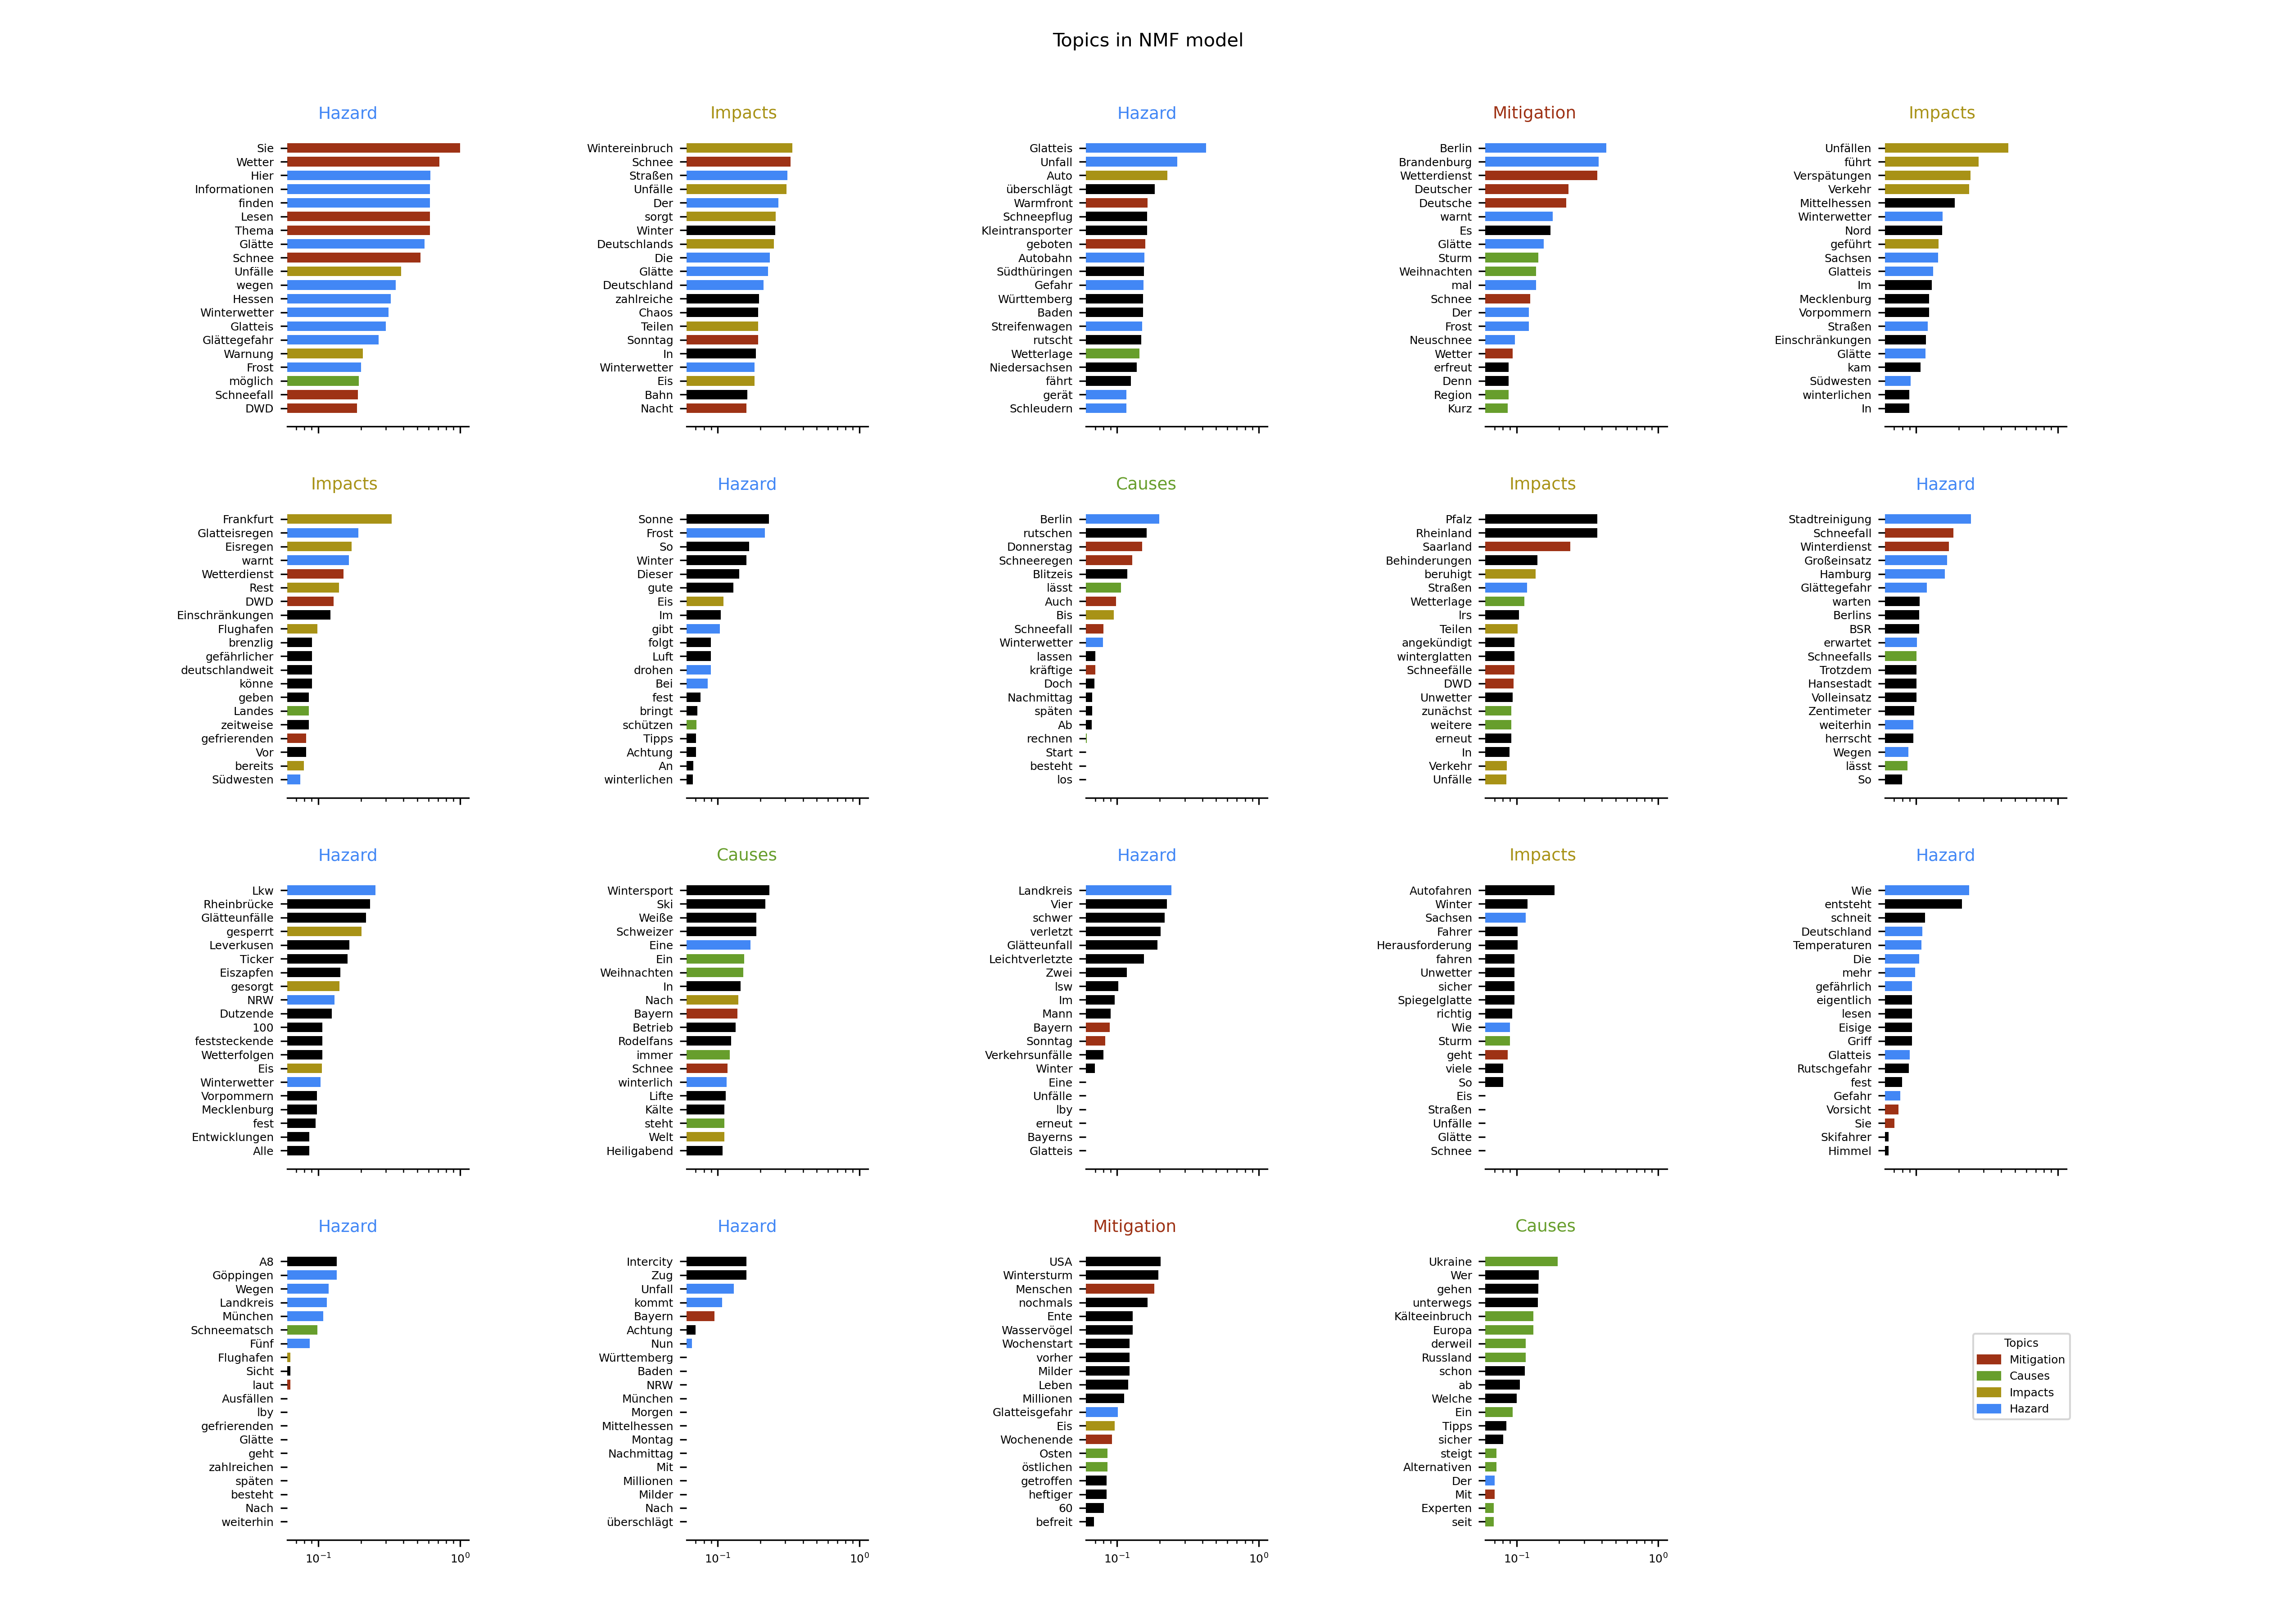 Topics in NMF model
Hazard
Sie
Wetter
Hier
Informationen
finden
Lesen
Thema
Glätte
Schnee
Unfälle
wegen
Hessen
Winterwetter
Glatteis
Glättegefahr
Warnung
Frost
möglich
Schneefall
DWD
Impacts
Wintereinbruch
Schnee
Straßen
Unfälle
Der
sorgt
Winter
Deutschlands
Die
Glätte
Deutschland
zahlreiche
Chaos
Teilen
Sonntag
In
Winterwetter
Eis
Bahn
Nacht
Hazard
Glatteis
Unfall
Auto
überschlägt
Warmfront
Schneepflug
Kleintransporter
geboten
Autobahn
Südthüringen
Gefahr
Württemberg
Baden
Streifenwagen
rutscht
Wetterlage
Niedersachsen
fährt
gerät
Schleudern
Mitigation
Berlin
Brandenburg
Wetterdienst
Deutscher
Deutsche
warnt
Es
Glätte
Sturm
Weihnachten
mal
Schnee
Der
Frost
Neuschnee
Wetter
erfreut
Denn
Region
Kurz
Impacts
Unfällen
führt
Verspätungen
Verkehr
Mittelhessen
Winterwetter
Nord
geführt
Sachsen
Glatteis
Im
Mecklenburg
Vorpommern
Straßen
Einschränkungen
Glätte
kam
Südwesten
winterlichen
In
Impacts
Frankfurt
Glatteisregen
Eisregen
warnt
Wetterdienst
Rest
DWD
Einschränkungen
Flughafen
brenzlig
gefährlicher
deutschlandweit
könne
geben
Landes
zeitweise
gefrierenden
Vor
bereits
Südwesten
Hazard
Sonne
Frost
So
Winter
Dieser
gute
Eis
Im
gibt
folgt
Luft
drohen
Bei
fest
bringt
schützen
Tipps
Achtung
An
winterlichen
Causes
Berlin
rutschen
Donnerstag
Schneeregen
Blitzeis
lässt
Auch
Bis
Schneefall
Winterwetter
lassen
kräftige
Doch
Nachmittag
späten
Ab
rechnen
Start
besteht
los
Impacts
Pfalz
Rheinland
Saarland
Behinderungen
beruhigt
Straßen
Wetterlage
lrs
Teilen
angekündigt
winterglatten
Schneefälle
DWD
Unwetter
zunächst
weitere
erneut
In
Verkehr
Unfälle
Hazard
Stadtreinigung
Schneefall
Winterdienst
Großeinsatz
Hamburg
Glättegefahr
warten
Berlins
BSR
erwartet
Schneefalls
Trotzdem
Hansestadt
Volleinsatz
Zentimeter
weiterhin
herrscht
Wegen
lässt
So
Hazard
Lkw
Rheinbrücke
Glätteunfälle
gesperrt
Leverkusen
Ticker
Eiszapfen
gesorgt
NRW
Dutzende
100
feststeckende
Wetterfolgen
Eis
Winterwetter
Vorpommern
Mecklenburg
fest
Entwicklungen
Alle
Causes
Wintersport
Ski
Weiße
Schweizer
Eine
Ein
Weihnachten
In
Nach
Bayern
Betrieb
Rodelfans
immer
Schnee
winterlich
Lifte
Kälte
steht
Welt
Heiligabend
Hazard
Landkreis
Vier
schwer
verletzt
Glätteunfall
Leichtverletzte
Zwei
lsw
Im
Mann
Bayern
Sonntag
Verkehrsunfälle
Winter
Eine
Unfälle
lby
erneut
Bayerns
Glatteis
Impacts
Autofahren
Winter
Sachsen
Fahrer
Herausforderung
fahren
Unwetter
sicher
Spiegelglatte
richtig
Wie
Sturm
geht
viele
So
Eis
Straßen
Unfälle
Glätte
Schnee
Hazard
Wie
entsteht
schneit
Deutschland
Temperaturen
Die
mehr
gefährlich
eigentlich
lesen
Eisige
Griff
Glatteis
Rutschgefahr
fest
Gefahr
Vorsicht
Sie
Skifahrer
Himmel
Hazard
A8
Göppingen
Wegen
Landkreis
München
Schneematsch
Fünf
Flughafen
Sicht
laut
Ausfällen
lby
gefrierenden
Glätte
geht
zahlreichen
späten
besteht
Nach
weiterhin
10⁻¹ 10⁰
Hazard
Intercity
Zug
Unfall
kommt
Bayern
Achtung
Nun
Württemberg
Baden
NRW
München
Morgen
Mittelhessen
Montag
Nachmittag
Mit
Millionen
Milder
Nach
überschlägt
10⁻¹ 10⁰
Mitigation
USA
Wintersturm
Menschen
nochmals
Ente
Wasservögel
Wochenstart
vorher
Milder
Leben
Millionen
Glatteisgefahr
Eis
Wochenende
Osten
östlichen
getroffen
heftiger
60
befreit
10⁻¹ 10⁰
Causes
Ukraine
Wer
gehen
unterwegs
Kälteeinbruch
Europa
derweil
Russland
schon
ab
Welche
Ein
Tipps
sicher
steigt
Alternativen
Der
Mit
Experten
seit
10⁻¹ 10⁰
Topics
Mitigation
Causes
Impacts
Hazard